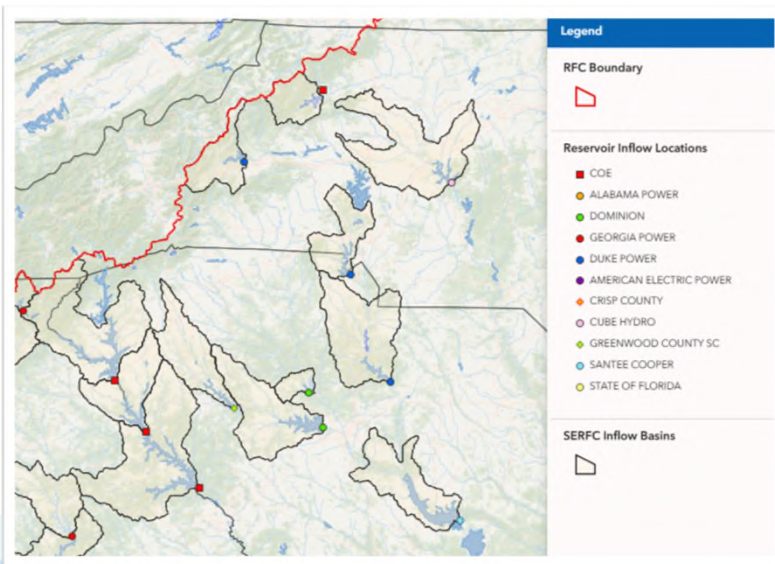 Legend
RFC Boundary
Reservoir Inflow Locations
COE
ALABAMA POWER
DOMINION
GEORGIA POWER
DUKE POWER
AMERICAN ELECTRIC POWER
CRISP COUNTY
CUBE HYDRO
GREENWOOD COUNTY SC
SANTEE COOPER
STATE OF FLORIDA
SERFC Inflow Basins